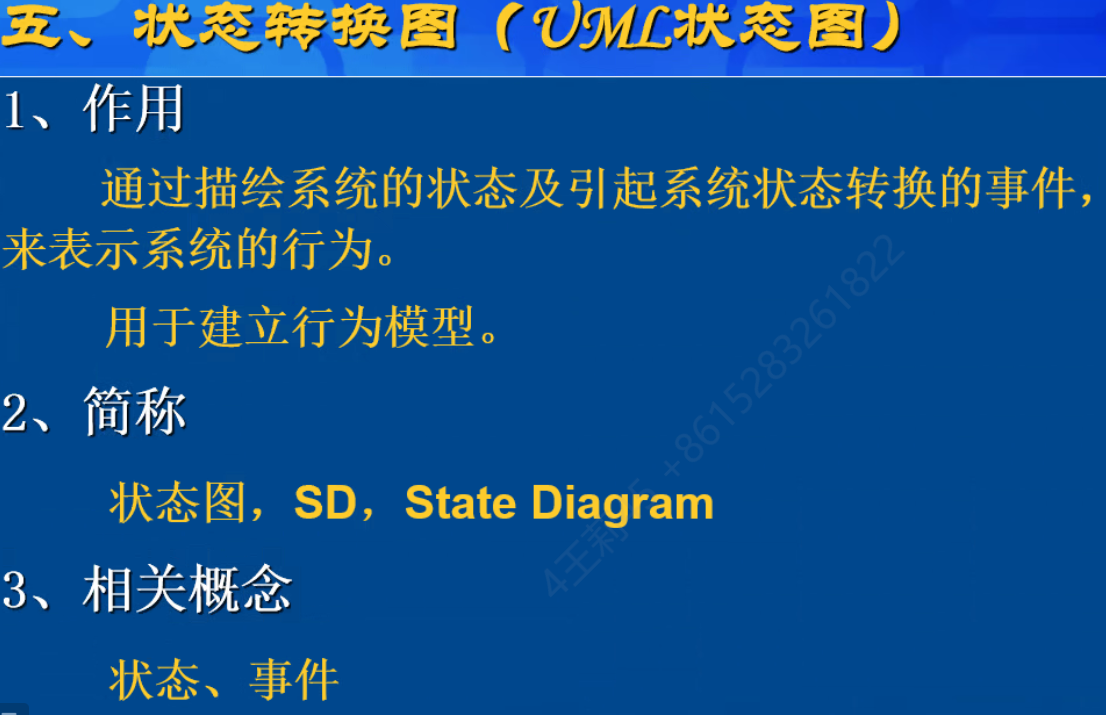 五、状态转换图（UML状态图）
1、作用
通过描绘系统的状态及引起系统状态转换的事件，
来表示系统的行为。
用于建立行为模型。
2、简称
状态图，SD，State Diagram
3、相关概念
状态、事件
+8615283261822